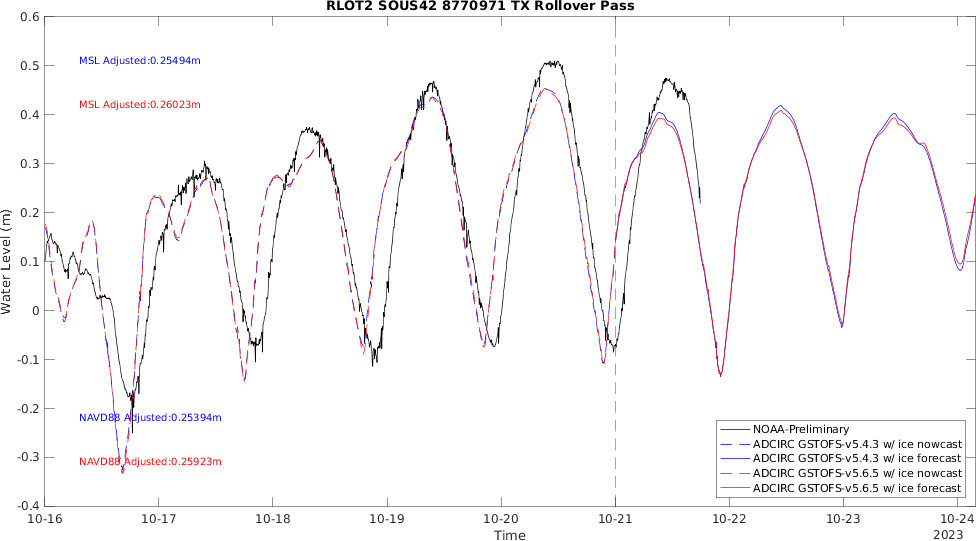 RLOT2 SOUS42 8770971 TX Rollover Pass
0.6
0.5
0.4
0.3
0.2
0.1
0
-0.1
-0.2
-0.3
-0.4
Water Level (m)
MSL Adjusted:0.25494m
MSL Adjusted:0.26023m
NAVD88 Adjusted:0.25394m
NAVD88 Adjusted:0.25923m
NOAA-Preliminary
ADCIRC GSTOFS-v5.4.3 w/ ice nowcast
ADCIRC GSTOFS-v5.4.3 w/ ice forecast
ADCIRC GSTOFS-v5.6.5 w/ ice nowcast
ADCIRC GSTOFS-v5.6.5 w/ ice forecast
10-16 10-17 10-18 10-19 10-20 10-21 10-22 10-23 10-24
2023
Time